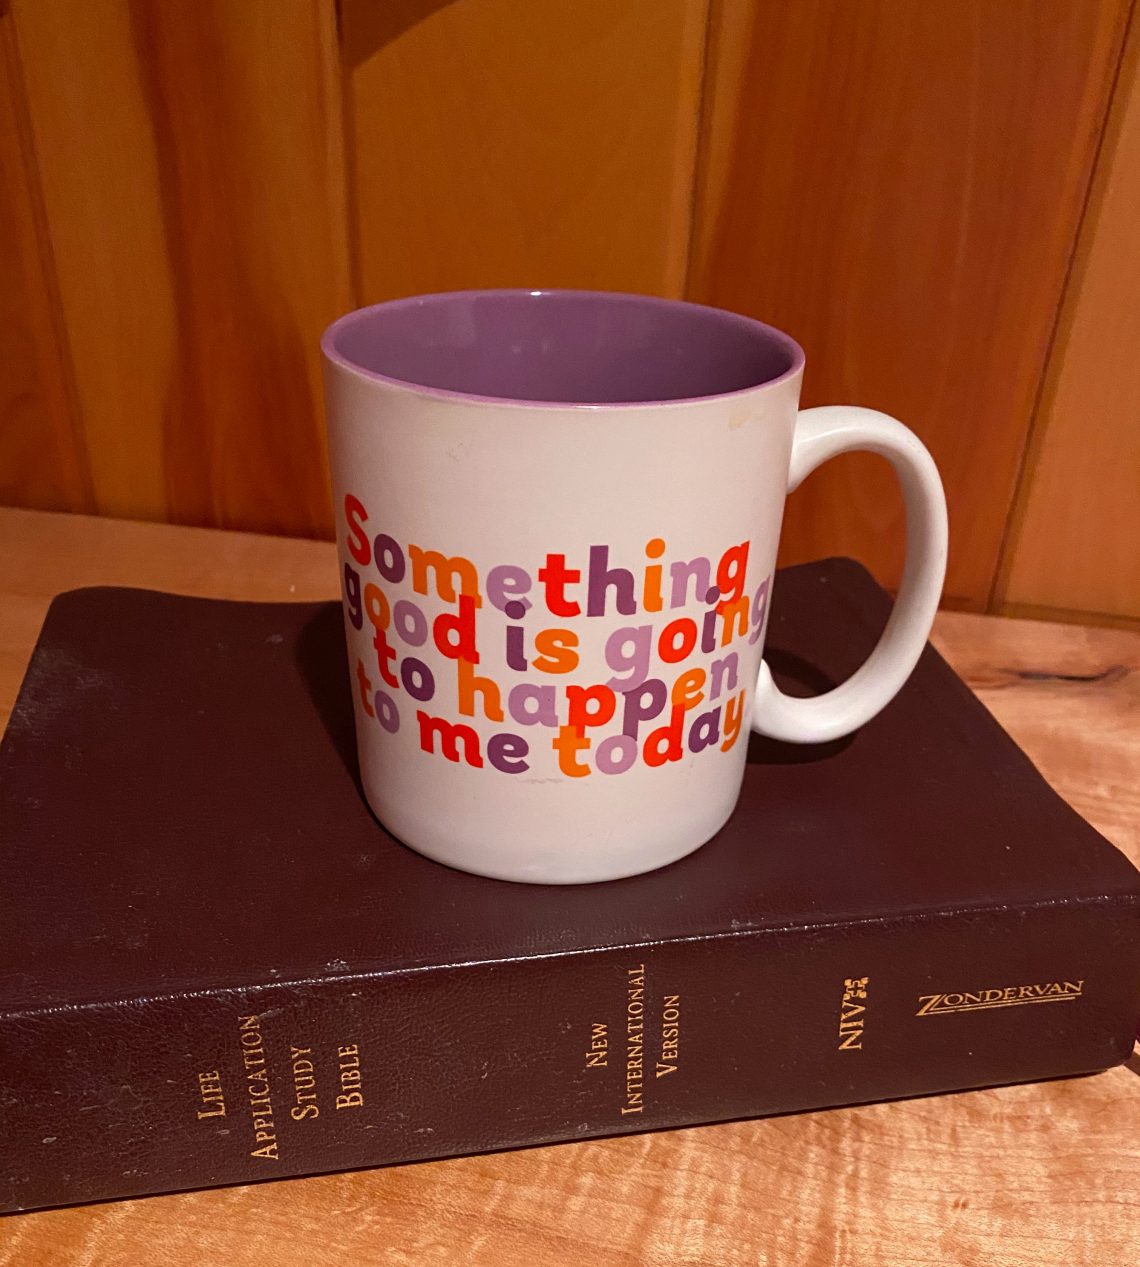 Something
good is going
to happen
to me today
LIFE
APPLICATION
STUDY
BIBLE
NEW
INTERNATIONAL
VERSION
NIV
ZONDERVAN